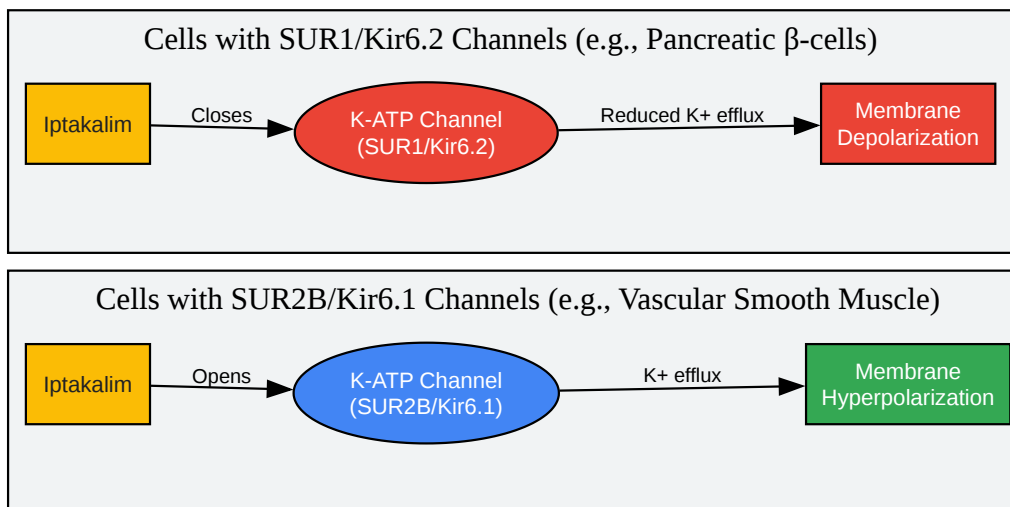 Cells with SUR1/Kir6.2 Channels (e.g., Pancreatic β-cells)
Iptakalim
Closes
K-ATP Channel
(SUR1/Kir6.2)
Reduced K+ efflux
Membrane
Depolarization
Cells with SUR2B/Kir6.1 Channels (e.g., Vascular Smooth Muscle)
Iptakalim
Opens
K-ATP Channel
(SUR2B/Kir6.1)
K+ efflux
Membrane
Hyperpolarization